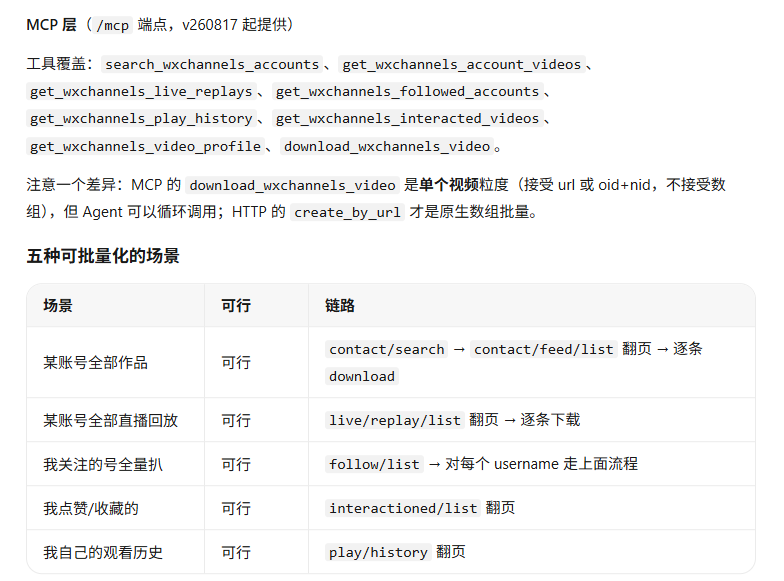 MCP 层（ /mcp 端点，v260817 起提供）
工具覆盖： search_wxchannels_accounts 、 get_wxchannels_account_videos 、
get_wxchannels_live_replays 、 get_wxchannels_followed_accounts 、
get_wxchannels_play_history 、 get_wxchannels_interacted_videos 、
get_wxchannels_video_profile 、 download_wxchannels_video 。
注意一个差异：MCP 的 download_wxchannels_video 是单个视频粒度（接受 url 或 oid+nid，不接受数
组），但 Agent 可以循环调用；HTTP 的 create_by_url 才是原生数组批量。
五种可批量化的场景
场景 可行 链路
某账号全部作品 可行 contact/search → contact/feed/list 翻页 → 逐条
download
某账号全部直播回放 可行 live/replay/list 翻页 → 逐条下载
我关注的号全量扒 可行 follow/list → 对每个 username 走上面流程
我点赞/收藏的 可行 interactioned/list 翻页
我自己的观看历史 可行 play/history 翻页